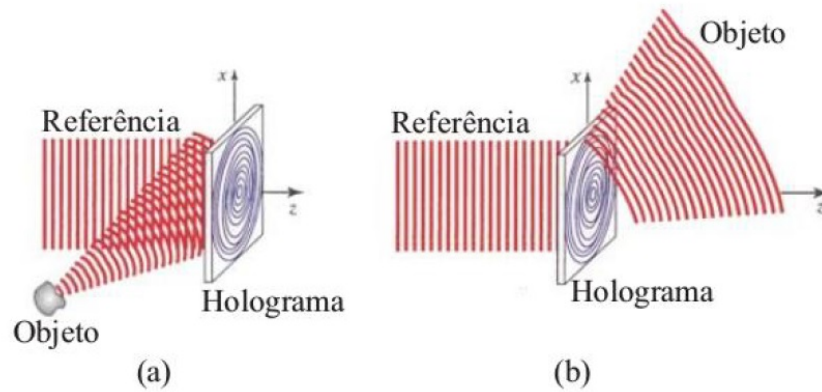 x
Referência
z
Holograma
Objeto
(a)
Objeto
x
Referência
z
Holograma
(b)